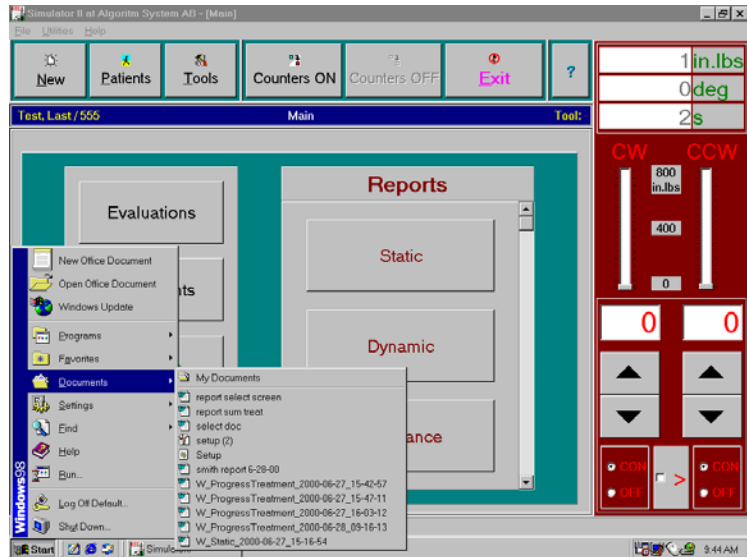 Simulator II at Algoritm System AB - [Main]
File Utilities Help
New
Patients
Tools
Counters ON
Counters OFF
Exit
?
1 in.lbs
0 deg
2 s
Test, Last / 555
Main
Tool:
CW
CCW
800
in.lbs
400
0
Evaluations
Reports
Static
Dynamic
New Office Document
Open Office Document
Windows Update
Programs
Favorites
Documents
Settings
Find
Help
Run...
Log Off Default...
Shut Down...
Windows98
My Documents
report select screen
report sum treat
select doc
setup (2)
Setup
smith report 6-28-00
W_ProgressTreatment_2000-06-27_15-42-57
W_ProgressTreatment_2000-06-27_15-47-11
W_ProgressTreatment_2000-06-27_16-03-12
W_ProgressTreatment_2000-06-28_09-16-13
W_Static_2000-06-27_15-16-54
0
0
CON
OFF
>
CON
OFF
Start
9:44 AM